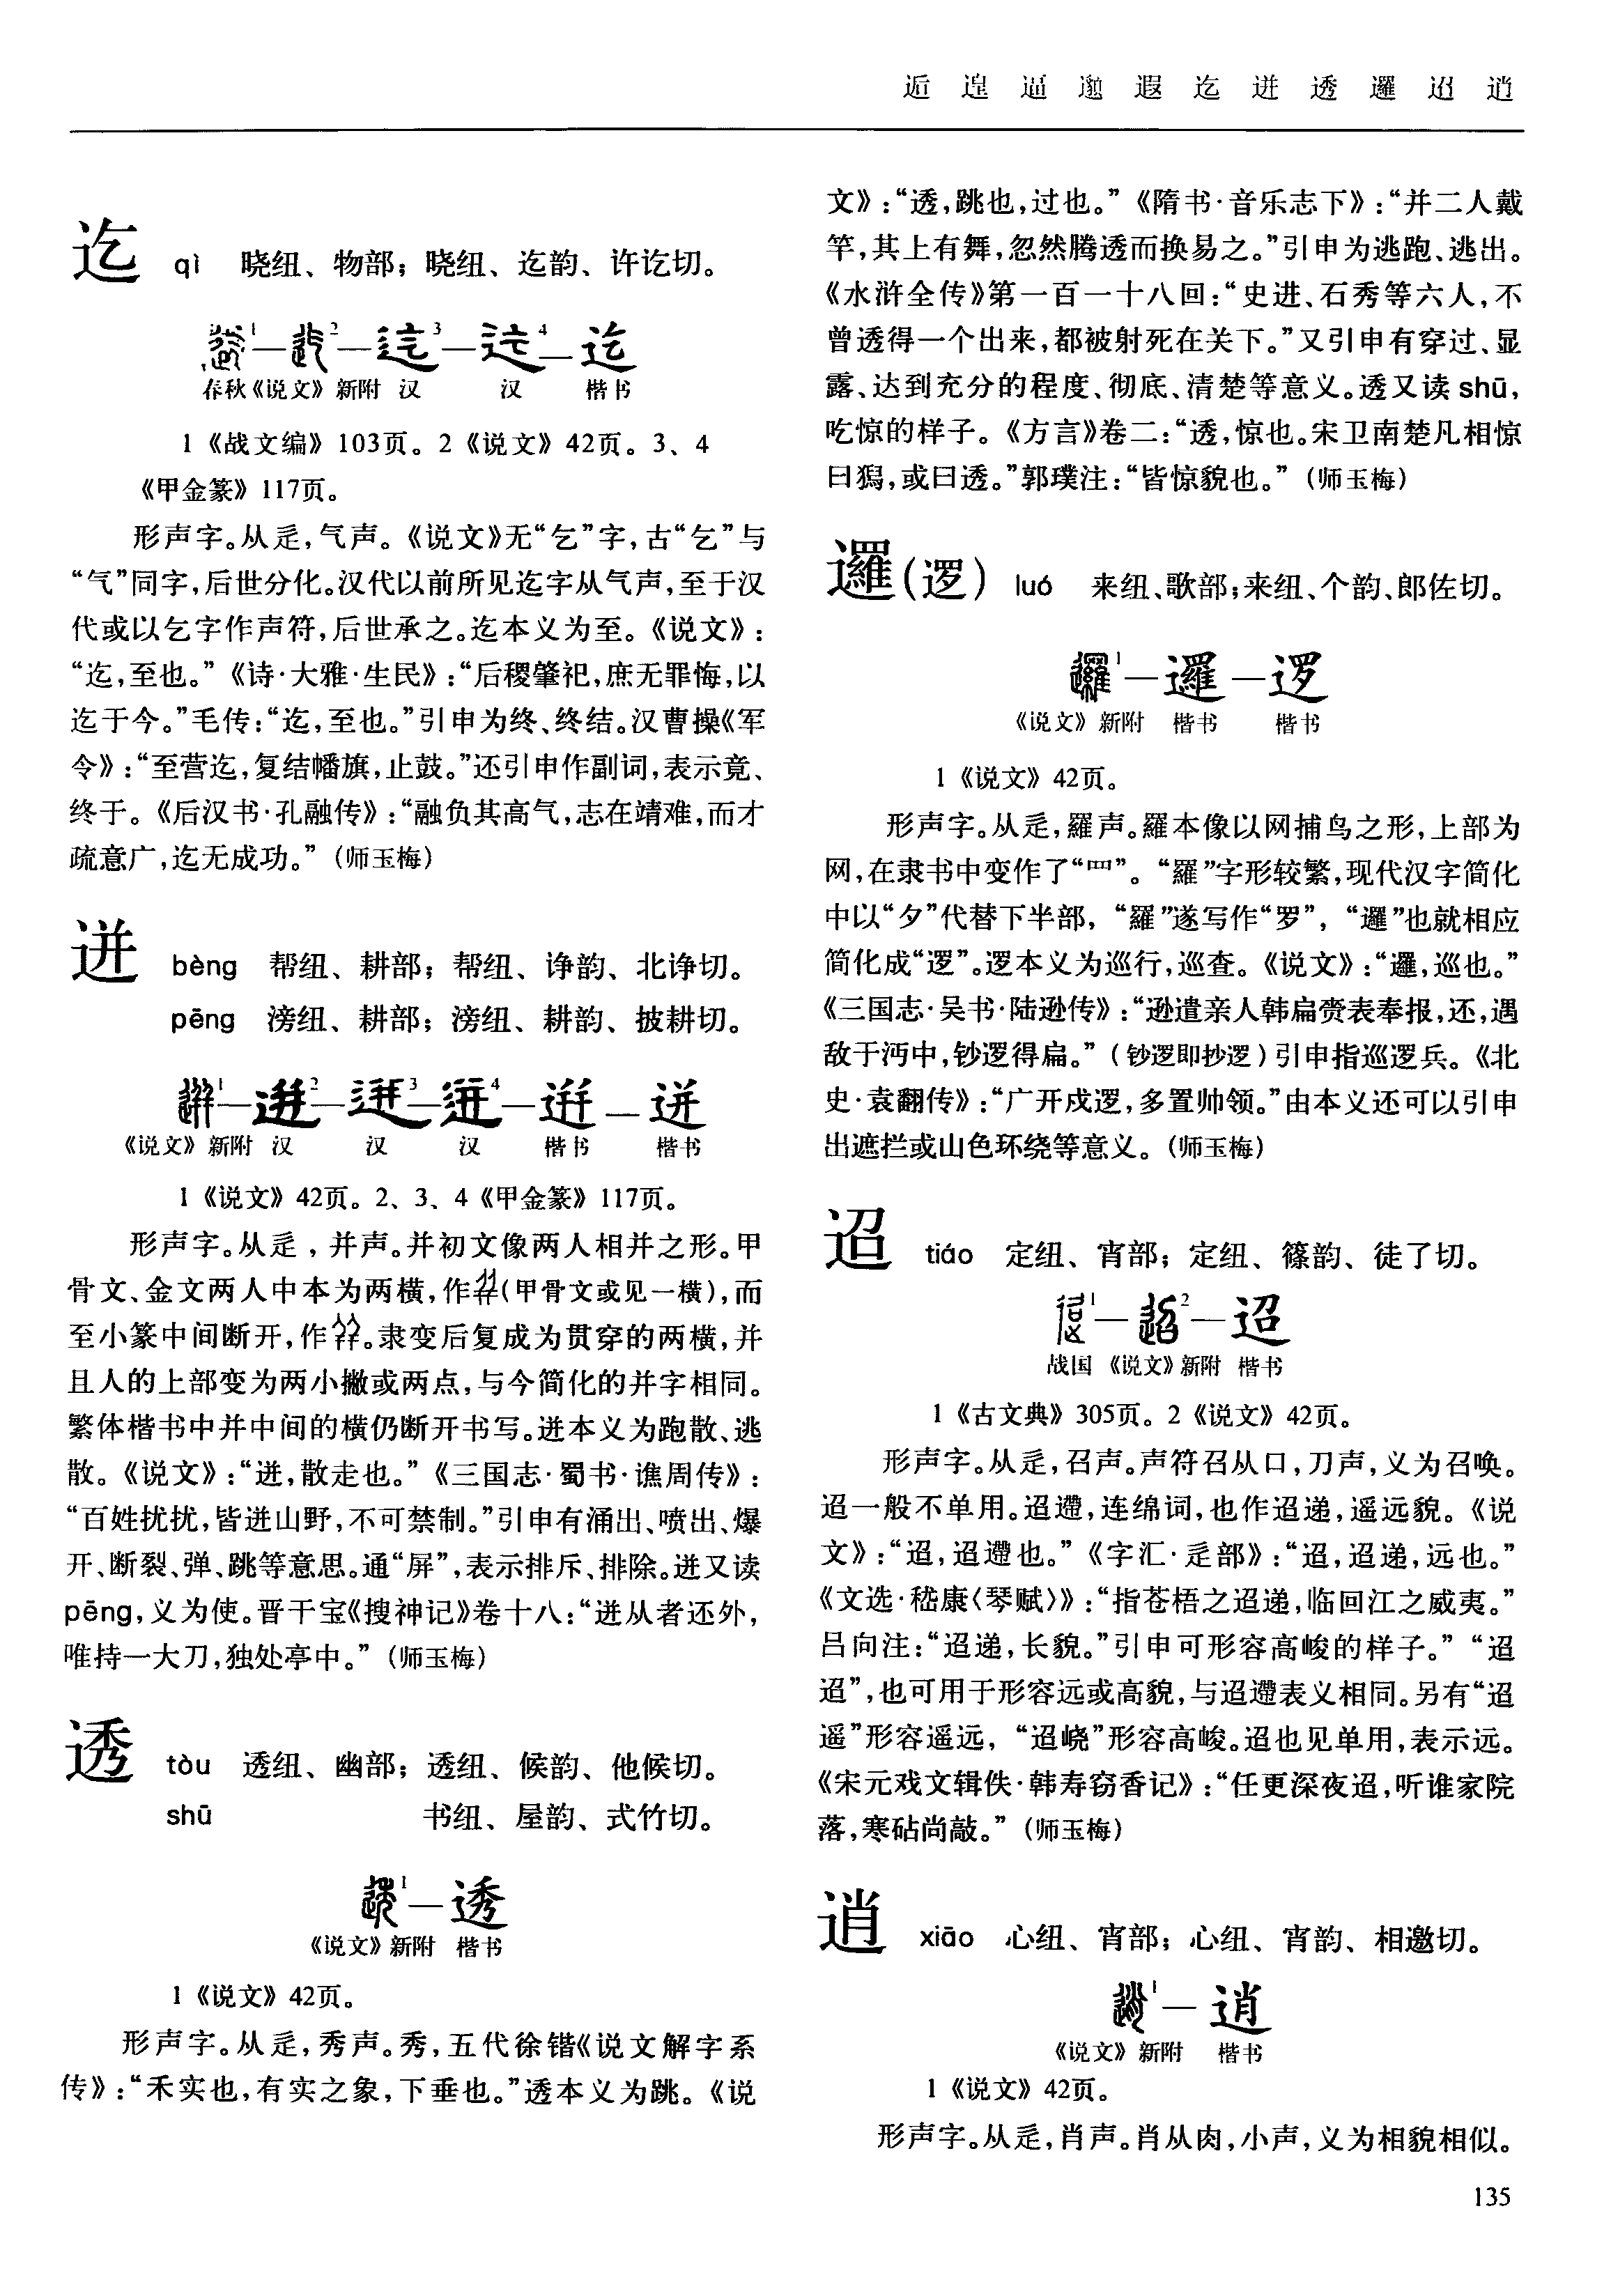 逅 遑 逼 邈 遐 迄 迸 透 邏 迢 逍
迄 qì 晓纽、物部；晓纽、迄韵、许讫切。
1—2—3—4—迄
春秋《说文》新附 汉 汉 楷书
1《战文编》103页。2《说文》42页。3、4
《甲金篆》117页。
形声字。从辵，气声。《说文》无“乞”字，古“乞”与
“气”同字，后世分化。汉代以前所见迄字从气声，至于汉
代或以乞字作声符，后世承之。迄本义为至。《说文》：
“迄，至也。”《诗·大雅·生民》：“后稷肇祀，庶无罪悔，以
迄于今。”毛传：“迄，至也。”引申为终、终结。汉曹操《军
令》：“至营迄，复结幡旗，止鼓。”还引申作副词，表示竟、
终于。《后汉书·孔融传》：“融负其高气，志在靖难，而才
疏意广，迄无成功。”（师玉梅）
迸 bèng 帮纽、耕部；帮纽、诤韵、北诤切。
pēng 滂纽、耕部；滂纽、耕韵、披耕切。
1—2—3—4—逬—迸
《说文》新附 汉 汉 汉 楷书 楷书
1《说文》42页。2、3、4《甲金篆》117页。
形声字。从辵，并声。并初文像两人相并之形。甲
骨文、金文两人中本为两横，作（甲骨文或见一横），而
至小篆中间断开，作。隶变后复成为贯穿的两横，并
且人的上部变为两小撇或两点，与今简化的并字相同。
繁体楷书中并中间的横仍断开书写。迸本义为跑散、逃
散。《说文》：“迸，散走也。”《三国志·蜀书·谯周传》：
“百姓扰扰，皆迸山野，不可禁制。”引申有涌出、喷出、爆
开、断裂、弹、跳等意思。通“屏”，表示排斥、排除。迸又读
pēng，义为使。晋干宝《搜神记》卷十八：“迸从者还外，
唯持一大刀，独处亭中。”（师玉梅）
透 tòu 透纽、幽部；透纽、候韵、他候切。
shū 书纽、屋韵、式竹切。
1—透
《说文》新附 楷书
1《说文》42页。
形声字。从辵，秀声。秀，五代徐锴《说文解字系
传》：“禾实也，有实之象，下垂也。”透本义为跳。《说
文》：“透，跳也，过也。”《隋书·音乐志下》：“并二人戴
竿，其上有舞，忽然腾透而换易之。”引申为逃跑、逃出。
《水浒全传》第一百一十八回：“史进、石秀等六人，不
曾透得一个出来，都被射死在关下。”又引申有穿过、显
露、达到充分的程度、彻底、清楚等意义。透又读 shū，
吃惊的样子。《方言》卷二：“透，惊也。宋卫南楚凡相惊
曰獡，或曰透。”郭璞注：“皆惊貌也。”（师玉梅）
邏（逻） luó 来纽、歌部；来纽、个韵、郎佐切。
1—邏—逻
《说文》新附 楷书 楷书
1《说文》42页。
形声字。从辵，羅声。羅本像以网捕鸟之形，上部为
网，在隶书中变作了“罒”。“羅”字形较繁，现代汉字简化
中以“夕”代替下半部，“羅”遂写作“罗”，“邏”也就相应
简化成“逻”。逻本义为巡行，巡查。《说文》：“邏，巡也。”
《三国志·吴书·陆逊传》：“逊遣亲人韩扁赍表奉报，还，遇
敌于沔中，钞逻得扁。”（钞逻即抄逻）引申指巡逻兵。《北
史·袁翻传》：“广开戍逻，多置帅领。”由本义还可以引申
出遮拦或山色环绕等意义。（师玉梅）
迢 tiáo 定纽、宵部；定纽、篠韵、徒了切。
1—2—迢
战国《说文》新附 楷书
1《古文典》305页。2《说文》42页。
形声字。从辵，召声。声符召从口，刀声，义为召唤。
迢一般不单用。迢遰，连绵词，也作迢递，遥远貌。《说
文》：“迢，迢遰也。”《字汇·辵部》：“迢，迢递，远也。”
《文选·嵇康〈琴赋〉》：“指苍梧之迢递，临回江之威夷。”
吕向注：“迢递，长貌。”引申可形容高峻的样子。”“迢
迢”，也可用于形容远或高貌，与迢遰表义相同。另有“迢
遥”形容遥远，“迢峣”形容高峻。迢也见单用，表示远。
《宋元戏文辑佚·韩寿窃香记》：“任更深夜迢，听谁家院
落，寒砧尚敲。”（师玉梅）
逍 xiāo 心纽、宵部；心纽、宵韵、相邀切。
1—逍
《说文》新附 楷书
1《说文》42页。
形声字。从辵，肖声。肖从肉，小声，义为相貌相似。
135